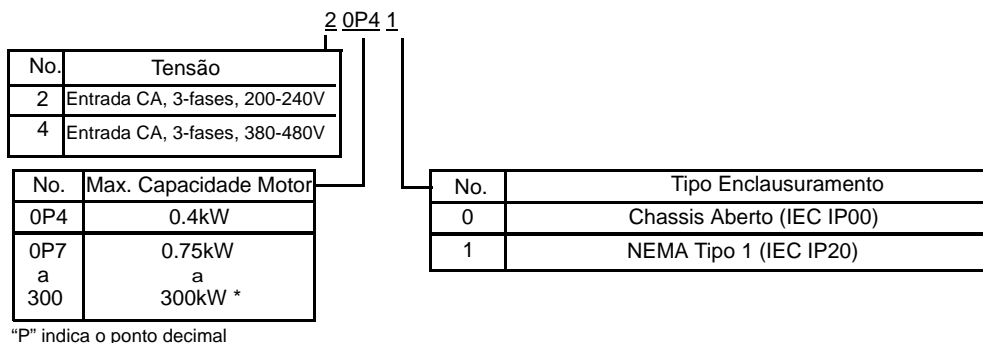 2 0P4 1
No. Tensão
2 Entrada CA, 3-fases, 200-240V
4 Entrada CA, 3-fases, 380-480V
No. Max. Capacidade Motor
0P4 0.4kW
0P7 0.75kW
a a
300 300kW *
No. Tipo Enclausuramento
0 Chassis Aberto (IEC IP00)
1 NEMA Tipo 1 (IEC IP20)
“P” indica o ponto decimal